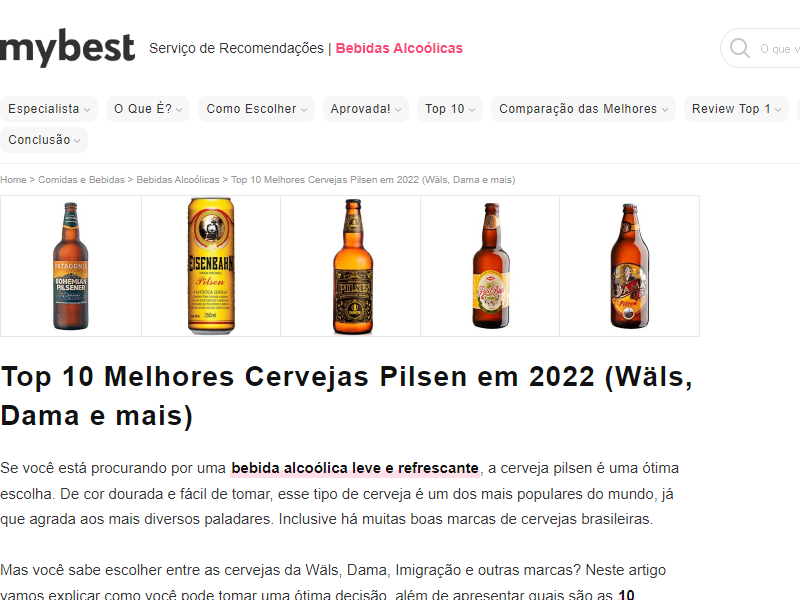 mybest Serviço de Recomendações | Bebidas Alcoólicas O que v
Especialista O Que É? Como Escolher Aprovada! Top 10 Comparação das Melhores Review Top 1
Conclusão
Home > Comidas e Bebidas > Bebidas Alcoólicas > Top 10 Melhores Cervejas Pilsen em 2022 (Wäls, Dama e mais)
PATAGONIA
BOHEMIAN
PILSENER
EISENBAHN
Pilsen
350ml
PILSEN
Pilsen
Top 10 Melhores Cervejas Pilsen em 2022 (Wäls,
Dama e mais)
Se você está procurando por uma bebida alcoólica leve e refrescante, a cerveja pilsen é uma ótima
escolha. De cor dourada e fácil de tomar, esse tipo de cerveja é um dos mais populares do mundo, já
que agrada aos mais diversos paladares. Inclusive há muitas boas marcas de cervejas brasileiras.
Mas você sabe escolher entre as cervejas da Wäls, Dama, Imigração e outras marcas? Neste artigo
vamos explicar como você pode tomar uma ótima decisão, além de apresentar quais são as 10